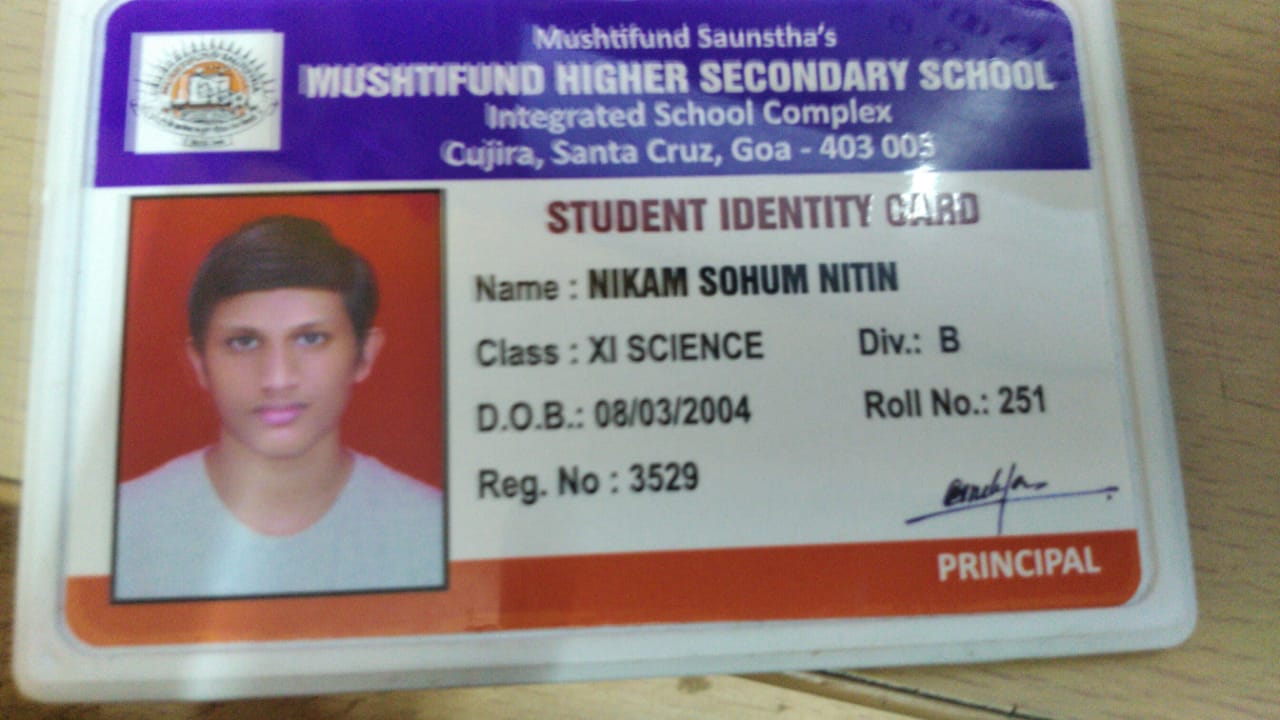 Mushtifund Saunstha's
MUSHTIFUND HIGHER SECONDARY SCHOOL
Integrated School Complex
Cujira, Santa Cruz, Goa - 403 005
STUDENT IDENTITY CARD
Name : NIKAM SOHUM NITIN
Class : XI SCIENCE Div.: B
D.O.B.: 08/03/2004 Roll No.: 251
Reg. No : 3529
PRINCIPAL